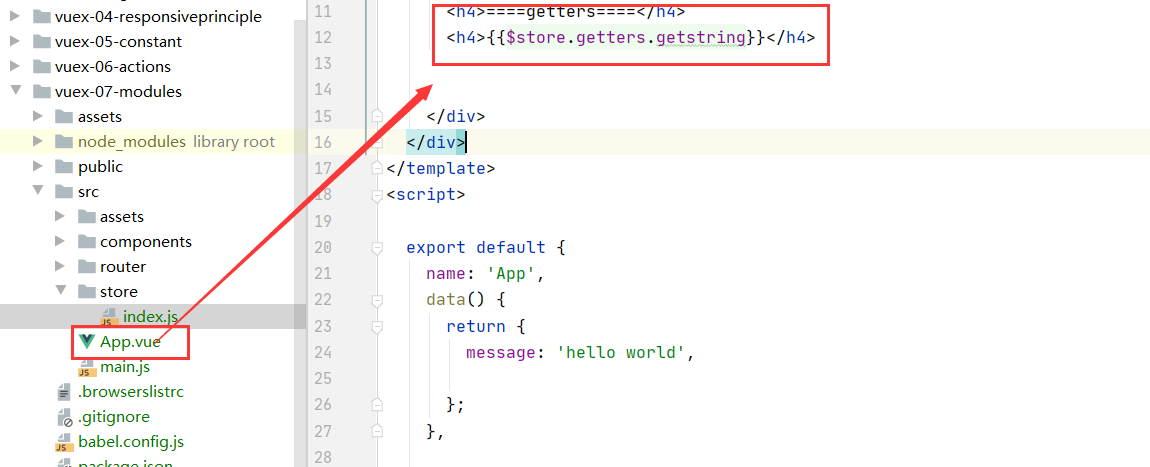 vuex-04-responsiveprinciple
vuex-05-constant
vuex-06-actions
vuex-07-modules
assets
node_modules library root
public
src
assets
components
router
store
index.js
App.vue
main.js
.browserslistrc
.gitignore
babel.config.js
package.json
11 <h4>====getters====</h4>
12 <h4>{{$store.getters.getstring}}</h4>
13
14
15 </div>
16 </div>
17 </template>
18 <script>
19
20 export default {
21 name: 'App',
22 data() {
23 return {
24 message: 'hello world',
25
26 };
27 },
28